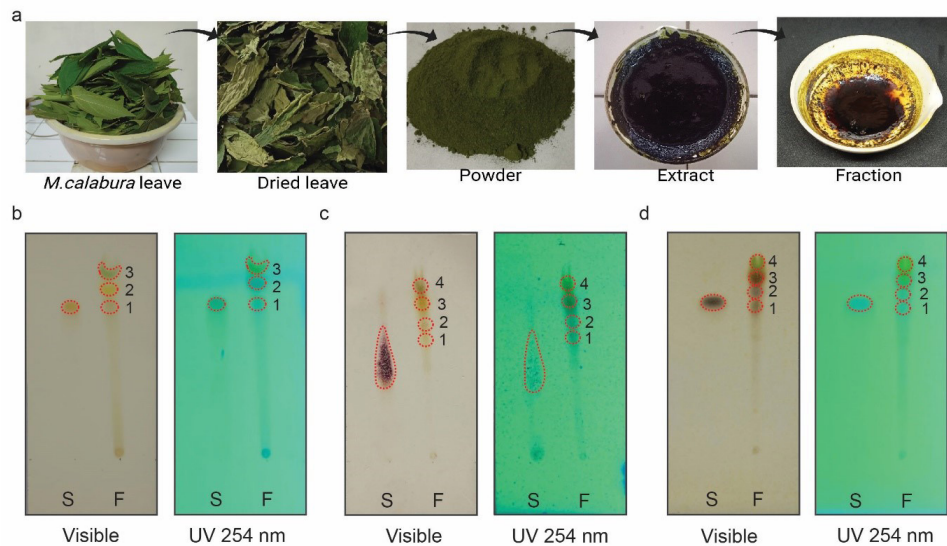 a
M.calabura leave
Dried leave
Powder
Extract
Fraction
b
c
d
3
2
1
S F
Visible
3
2
1
S F
UV 254 nm
4
3
2
1
S F
Visible
4
3
2
1
S F
UV 254 nm
4
3
2
1
S F
Visible
4
3
2
1
S F
UV 254 nm